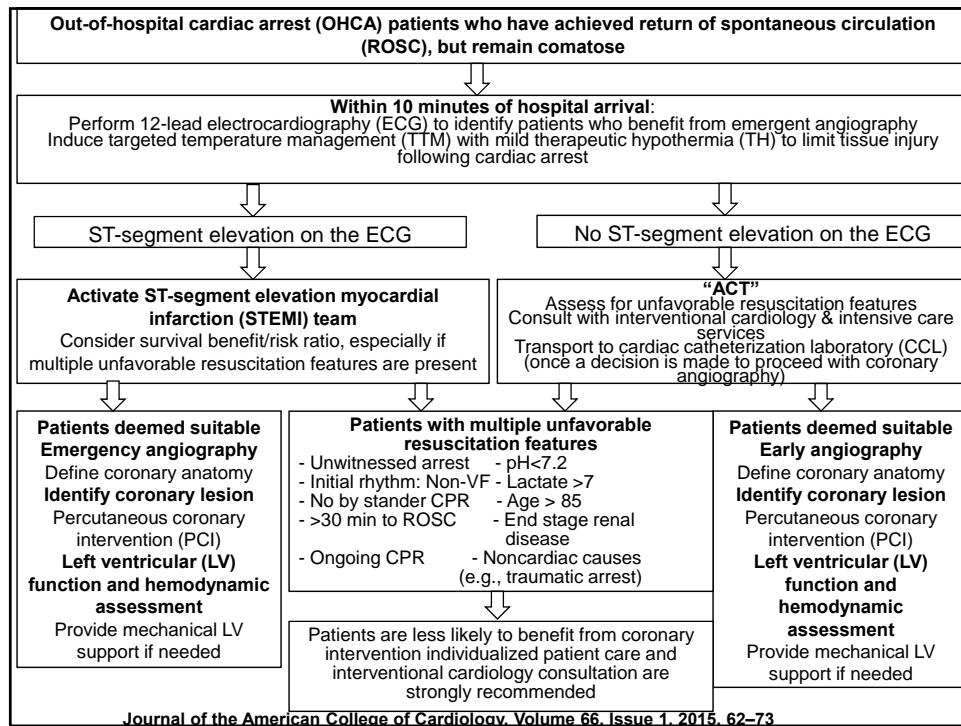 Out-of-hospital cardiac arrest (OHCA) patients who have achieved return of spontaneous circulation
(ROSC), but remain comatose
Within 10 minutes of hospital arrival:
Perform 12-lead electrocardiography (ECG) to identify patients who benefit from emergent angiography
Induce targeted temperature management (TTM) with mild therapeutic hypothermia (TH) to limit tissue injury
following cardiac arrest
ST-segment elevation on the ECG
No ST-segment elevation on the ECG
Activate ST-segment elevation myocardial
infarction (STEMI) team
Consider survival benefit/risk ratio, especially if
multiple unfavorable resuscitation features are present
“ACT”
Assess for unfavorable resuscitation features
Consult with interventional cardiology & intensive care
services
Transport to cardiac catheterization laboratory (CCL)
(once a decision is made to proceed with coronary
angiography)
Patients deemed suitable
Emergency angiography
Define coronary anatomy
Identify coronary lesion
Percutaneous coronary
intervention (PCI)
Left ventricular (LV)
function and hemodynamic
assessment
Provide mechanical LV
support if needed
Patients with multiple unfavorable
resuscitation features
- Unwitnessed arrest - pH<7.2
- Initial rhythm: Non-VF - Lactate >7
- No by stander CPR - Age > 85
- >30 min to ROSC - End stage renal
disease
- Ongoing CPR - Noncardiac causes
(e.g., traumatic arrest)
Patients are less likely to benefit from coronary
intervention individualized patient care and
interventional cardiology consultation are
strongly recommended
Patients deemed suitable
Early angiography
Define coronary anatomy
Identify coronary lesion
Percutaneous coronary
intervention (PCI)
Left ventricular (LV)
function and
hemodynamic
assessment
Provide mechanical LV
support if needed
Journal of the American College of Cardiology, Volume 66, Issue 1, 2015, 62–73